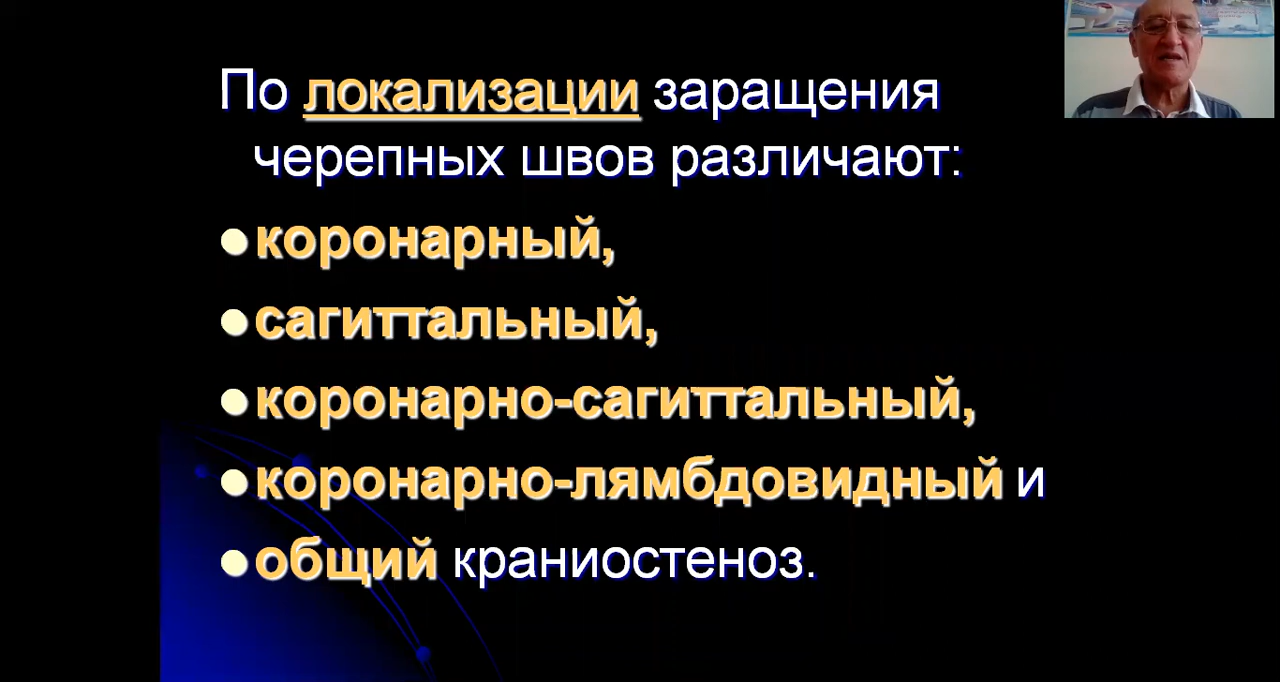 По локализации заращения
черепных швов различают:
коронарный,
сагиттальный,
коронарно-сагиттальный,
коронарно-лямбдовидный и
общий краниостеноз.